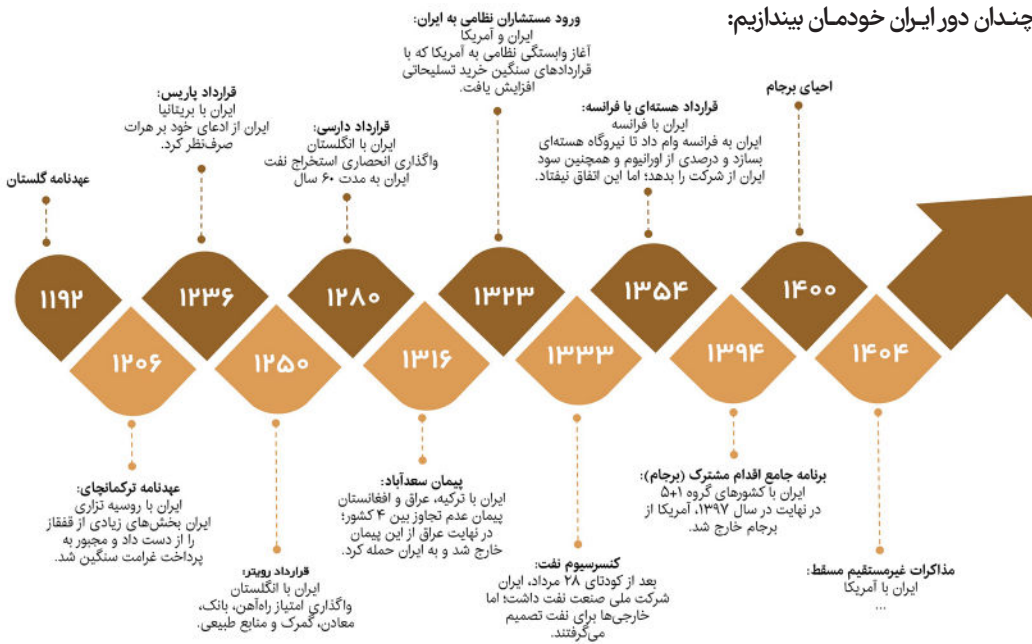 چندان دور ایران خودمان بیندازیم:
عهدنامه گلستان
۱۱۹۲
۱۲۰۶
عهدنامه ترکمانچای:
ایران با روسیه تزاری
ایران بخش‌های زیادی از قفقاز
را از دست داد و مجبور به
پرداخت غرامت سنگین شد.
قرارداد پاریس:
ایران با بریتانیا
ایران از ادعای خود بر هرات
صرف‌نظر کرد.
۱۲۳۶
۱۲۵۰
قرارداد رویتر:
ایران با انگلستان
واگذاری امتیاز راه‌آهن، بانک،
معادن، گمرک و منابع طبیعی.
قرارداد دارسی:
ایران با انگلستان
واگذاری انحصاری استخراج نفت
ایران به مدت ۶۰ سال
۱۲۸۰
۱۳۱۶
پیمان سعدآباد:
ایران با ترکیه، عراق و افغانستان
پیمان عدم تجاوز بین ۴ کشور؛
در نهایت عراق از این پیمان
خارج شد و به ایران حمله کرد.
ورود مستشاران نظامی به ایران:
ایران و آمریکا
آغاز وابستگی نظامی به آمریکا که با
قراردادهای سنگین خرید تسلیحاتی
افزایش یافت.
۱۳۲۳
۱۳۳۳
کنسرسیوم نفت:
بعد از کودتای ۲۸ مرداد، ایران
شرکت ملی صنعت نفت داشت؛ اما
خارجی‌ها برای نفت تصمیم
می‌گرفتند.
قرارداد هسته‌ای با فرانسه:
ایران با فرانسه
ایران به فرانسه وام داد تا نیروگاه هسته‌ای
بسازد و درصدی از اورانیوم و همچنین سود
ایران از شرکت را بدهد؛ اما این اتفاق نیفتاد.
۱۳۵۴
۱۳۹۴
برنامه جامع اقدام مشترک (برجام):
ایران با کشورهای گروه ۱+۵
در نهایت در سال ۱۳۹۷، آمریکا از
برجام خارج شد.
احیای برجام
۱۴۰۰
۱۴۰۴
مذاکرات غیرمستقیم مسقط:
ایران با آمریکا
...